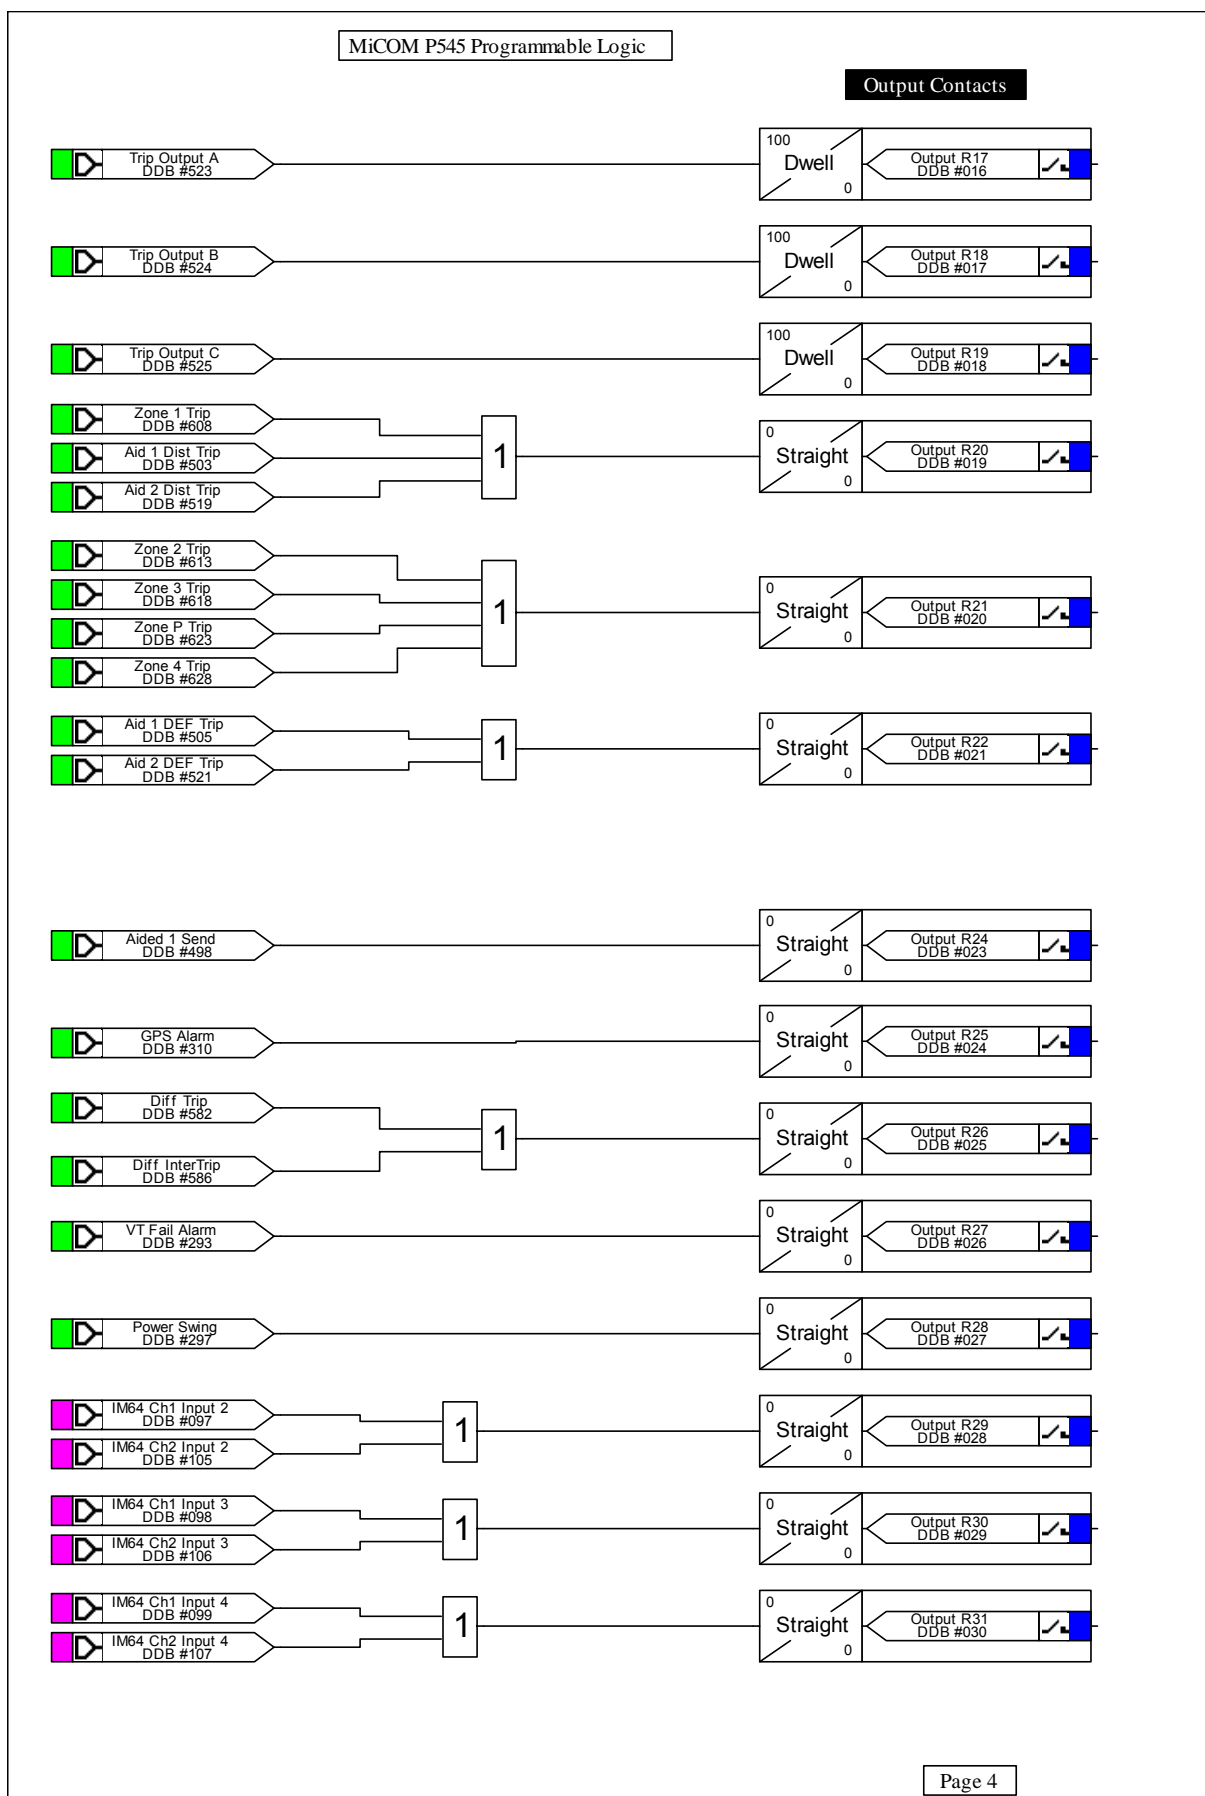 MiCOM P545 Programmable Logic
Output Contacts
Trip Output A
DDB #523
100
Dwell
0
Output R17
DDB #016
Trip Output B
DDB #524
100
Dwell
0
Output R18
DDB #017
Trip Output C
DDB #525
100
Dwell
0
Output R19
DDB #018
Zone 1 Trip
DDB #608
Aid 1 Dist Trip
DDB #503
Aid 2 Dist Trip
DDB #519
1
0
Straight
0
Output R20
DDB #019
Zone 2 Trip
DDB #613
Zone 3 Trip
DDB #618
Zone P Trip
DDB #623
Zone 4 Trip
DDB #628
1
0
Straight
0
Output R21
DDB #020
Aid 1 DEF Trip
DDB #505
Aid 2 DEF Trip
DDB #521
1
0
Straight
0
Output R22
DDB #021
Aided 1 Send
DDB #498
0
Straight
0
Output R24
DDB #023
GPS Alarm
DDB #310
0
Straight
0
Output R25
DDB #024
Diff Trip
DDB #582
Diff InterTrip
DDB #586
1
0
Straight
0
Output R26
DDB #025
VT Fail Alarm
DDB #293
0
Straight
0
Output R27
DDB #026
Power Swing
DDB #297
0
Straight
0
Output R28
DDB #027
IM64 Ch1 Input 2
DDB #097
IM64 Ch2 Input 2
DDB #105
1
0
Straight
0
Output R29
DDB #028
IM64 Ch1 Input 3
DDB #098
IM64 Ch2 Input 3
DDB #106
1
0
Straight
0
Output R30
DDB #029
IM64 Ch1 Input 4
DDB #099
IM64 Ch2 Input 4
DDB #107
1
0
Straight
0
Output R31
DDB #030
Page 4